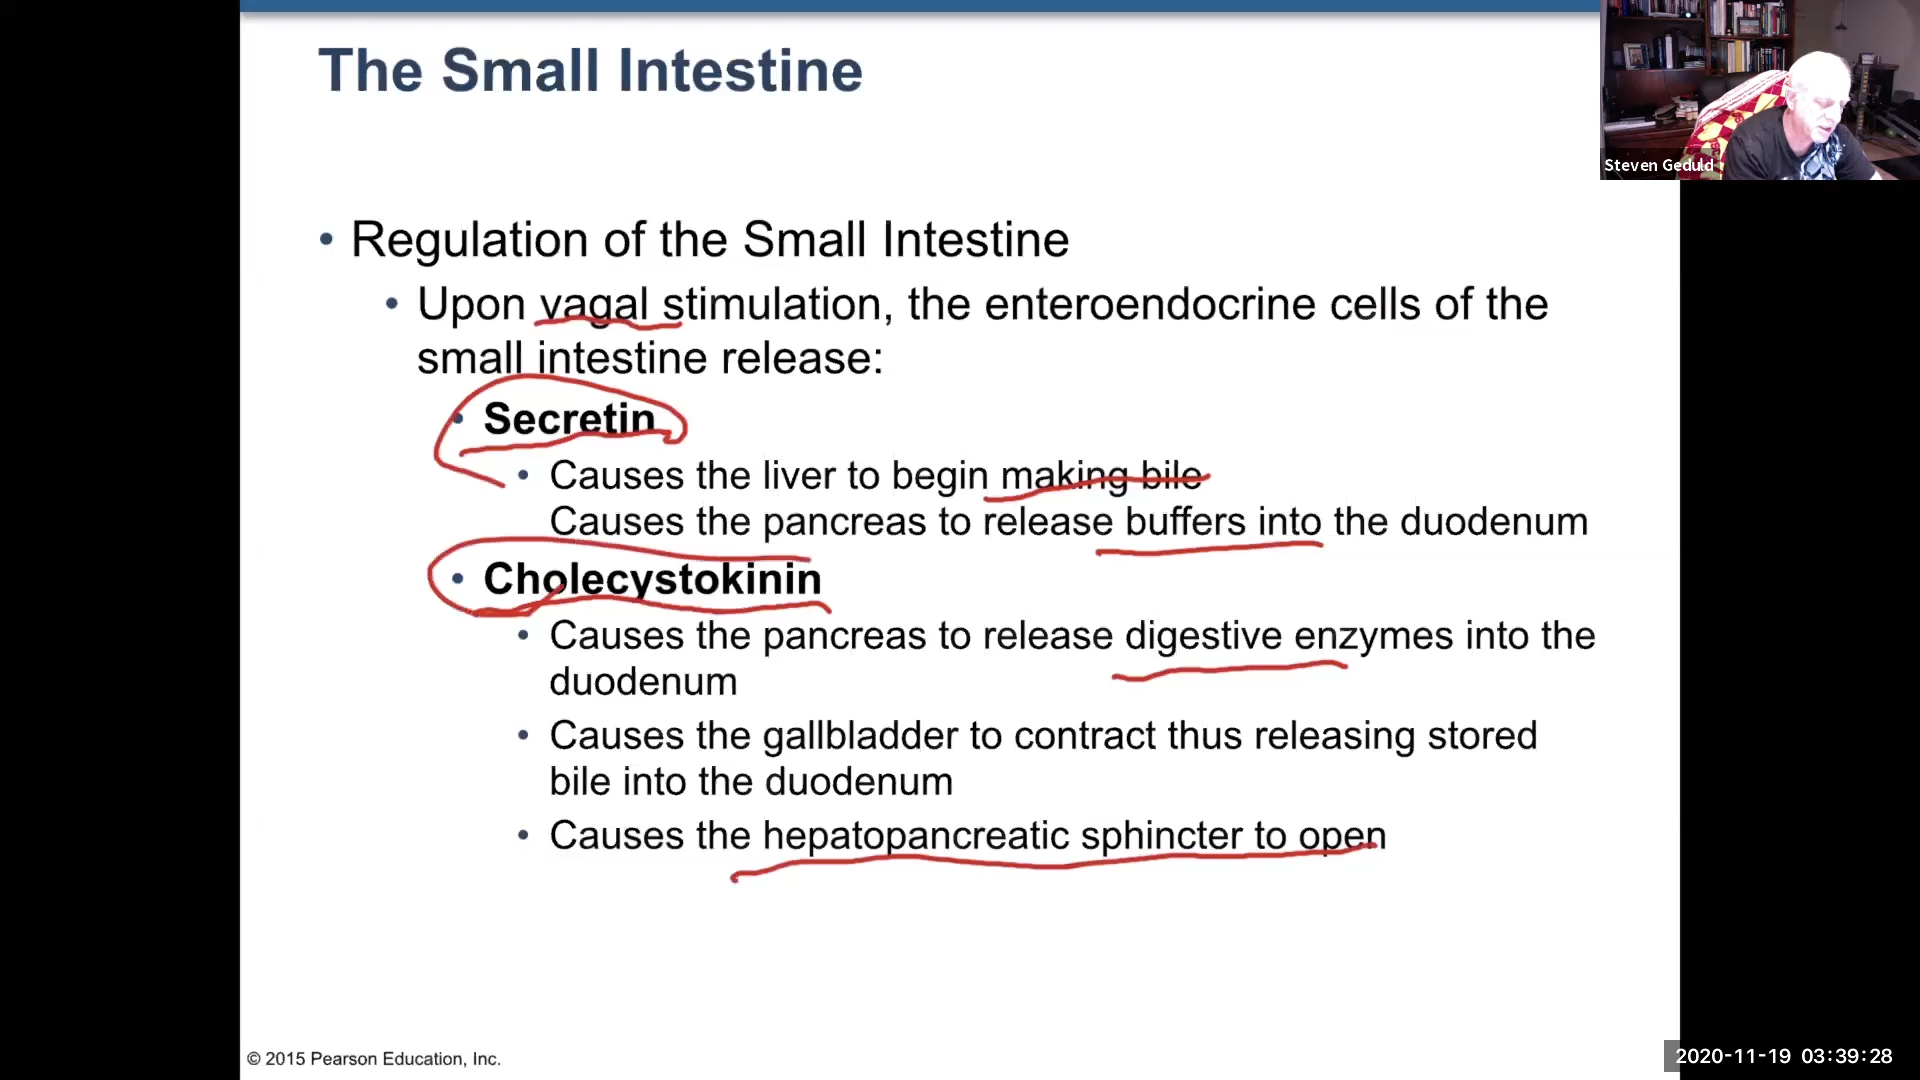 The Small Intestine
Steven Geduld
• Regulation of the Small Intestine
• Upon vagal stimulation, the enteroendocrine cells of the
small intestine release:
• Secretin
• Causes the liver to begin making bile
Causes the pancreas to release buffers into the duodenum
• Cholecystokinin
• Causes the pancreas to release digestive enzymes into the
duodenum
• Causes the gallbladder to contract thus releasing stored
bile into the duodenum
• Causes the hepatopancreatic sphincter to open
© 2015 Pearson Education, Inc.
2020-11-19 03:39:28